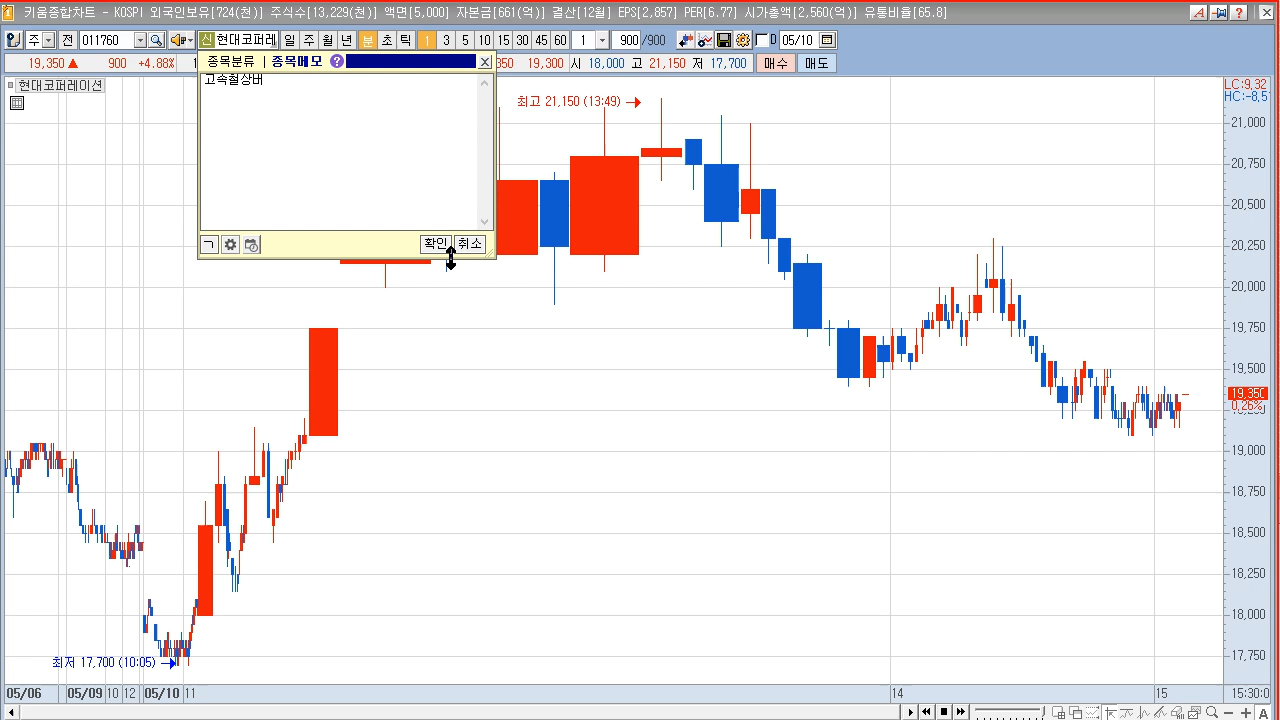 키움종합차트 - KOSPI 외국인보유[724(천)] 주식수[13,229(천)] 액면[5,000] 자본금[661(억)] 결산[12월] EPS[2,857] PER[6.77] 시가총액[2,560(억)] 유통비율[65.8]
주 전 011760 신 현대코퍼레 일 주 월 년 분 초 틱 1 3 5 10 15 30 45 60 1 900 /900 D 05/10
19,350 ▲ 900 +4.88% 350 19,300 시 18,000 고 21,150 저 17,700 매수 매도
종목분류 | 종목메모 ?
고속철상버
ㄱ 확인 취소
현대코퍼레이션
LC:9,32
HC:-8,5
최고 21,150 (13:49) →
21,000
20,750
20,500
20,250
20,000
19,750
19,500
19,350
0,26%
19,000
18,750
18,500
18,250
18,000
17,750
최저 17,700 (10:05) →
05/06 05/09 10 12 05/10 11 14 15 15:30:0